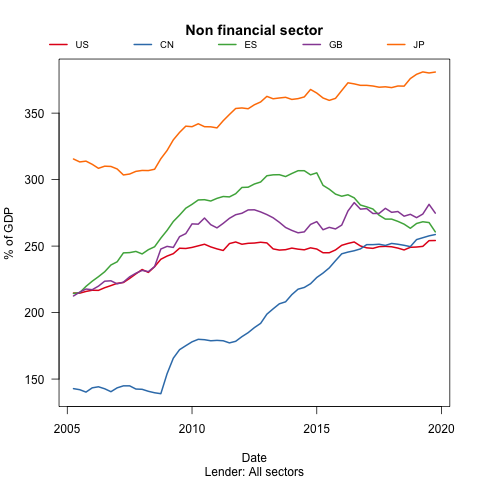 Non financial sector
US CN ES GB JP
% of GDP
350
300
250
200
150
2005 2010 2015 2020
Date
Lender: All sectors